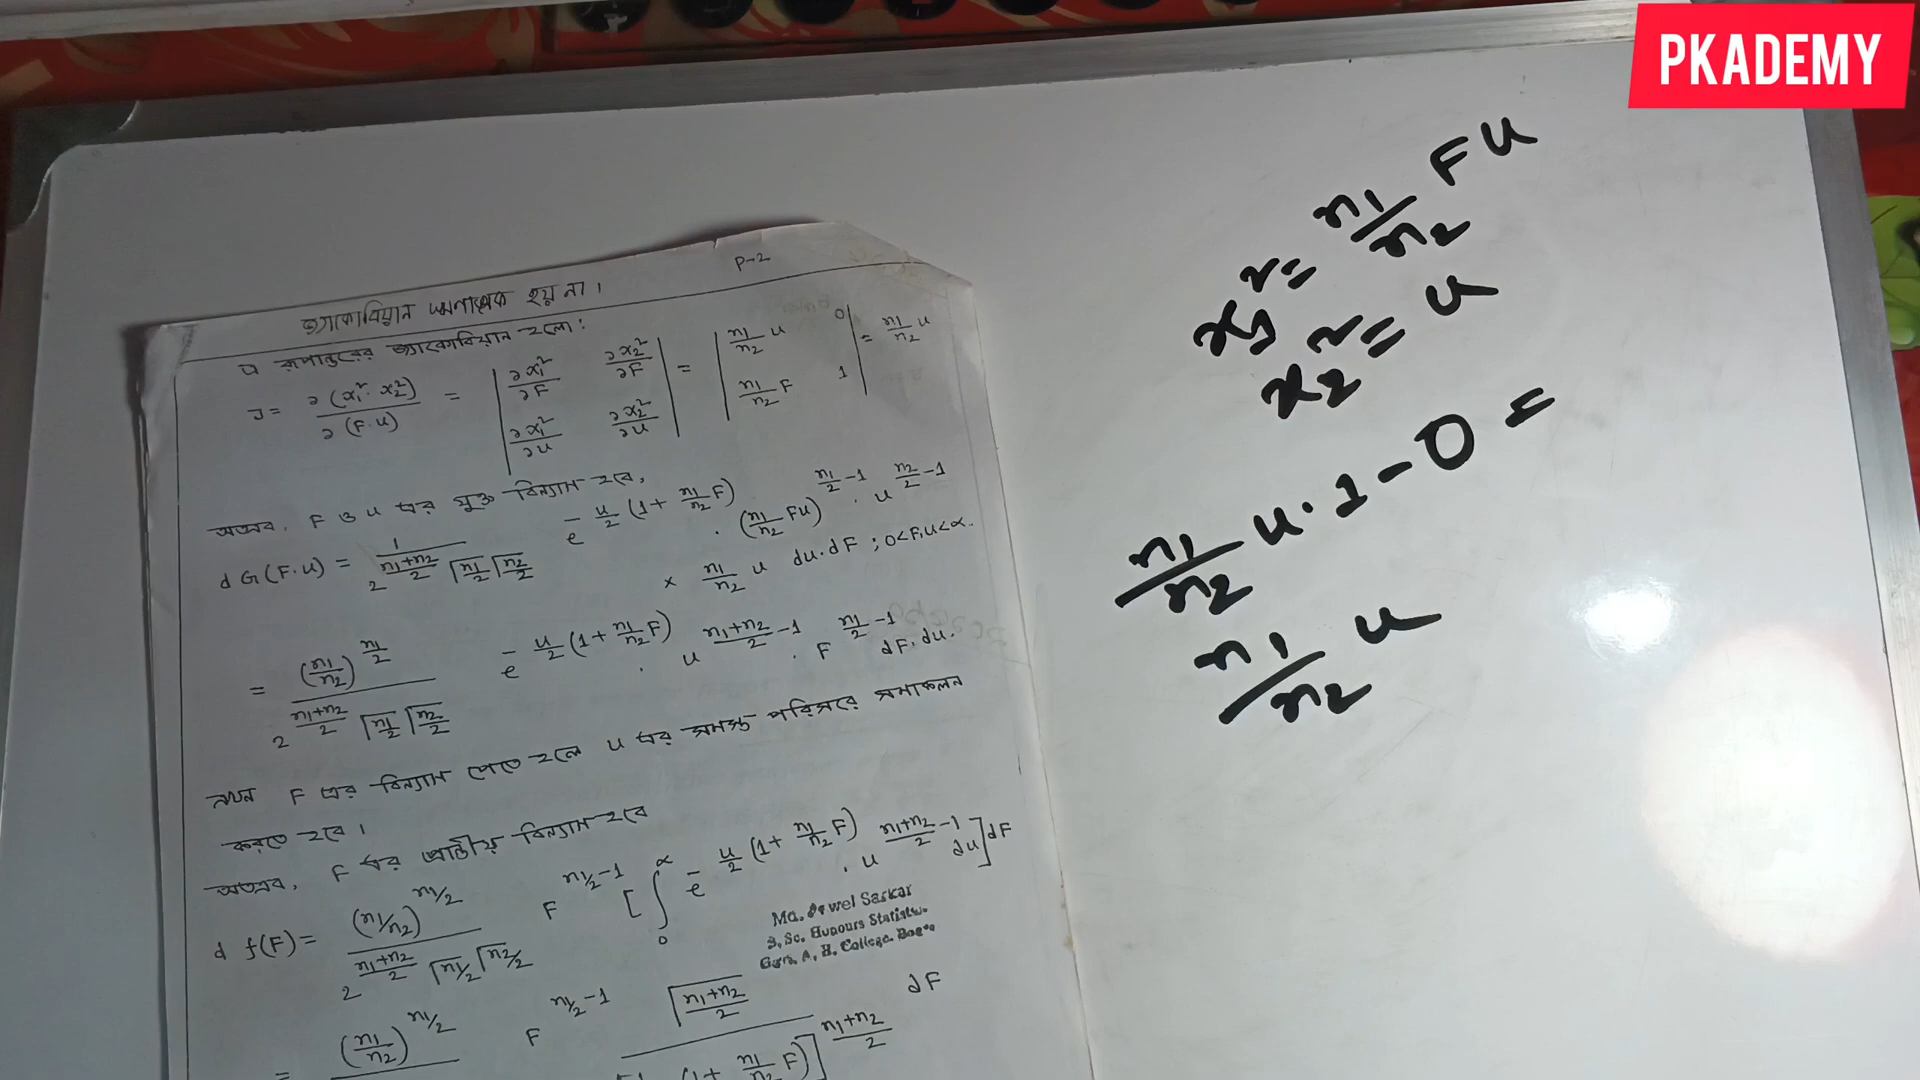 PKADEMY
P-2
জ্যাকোবিয়ান ঋণাত্মক হয় না।
রূপান্তরের জ্যাকোবিয়ান হলো:
J = ∂(x₁²·x₂²) / ∂(F·u) = | ∂x₁²/∂F ∂x₂²/∂F ; ∂x₁²/∂u ∂x₂²/∂u | = | n₁/n₂ u 0 ; n₁/n₂ F 1 | = n₁/n₂ u
অতএব, F ও u এর যুক্ত বিন্যাস হবে,
dG(F·u) = 1 / (2^((n₁+n₂)/2) Γ(n₁/2) Γ(n₂/2)) e^(-u/2 (1 + n₁/n₂ F)) · (n₁/n₂ Fu)^(n₁/2 -1) · u^(n₂/2 -1)
× n₁/n₂ u du·dF ; 0<F,u<α.
= (n₁/n₂)^(n₁/2) / (2^((n₁+n₂)/2) Γ(n₁/2) Γ(n₂/2)) e^(-u/2 (1 + n₁/n₂ F)) · u^((n₁+n₂)/2 -1) · F^(n₁/2 -1) dF·du.
এখন F এর বিন্যাস পেতে হলে u এর সমস্ত পরিসরে সমাকলন
করতে হবে।
অতএব, F এর প্রান্তীয় বিন্যাস হবে
d f(F) = (n₁/n₂)^(n₁/2) / (2^((n₁+n₂)/2) Γ(n₁/2) Γ(n₂/2)) F^(n₁/2 -1) [∫₀^α e^(-u/2 (1 + n₁/n₂ F)) · u^((n₁+n₂)/2 -1) du] dF
Sarkar
B.Sc. Honours
A. H. College
= (n₁/n₂)^(n₁/2) F^(n₁/2 -1) Γ((n₁+n₂)/2) / (1 + n₁/n₂ F)]^((n₁+n₂)/2) dF
x₁² = n₁/n₂ Fu
x₂² = u
n₁/n₂ u·1-0 =
n₁/n₂ u